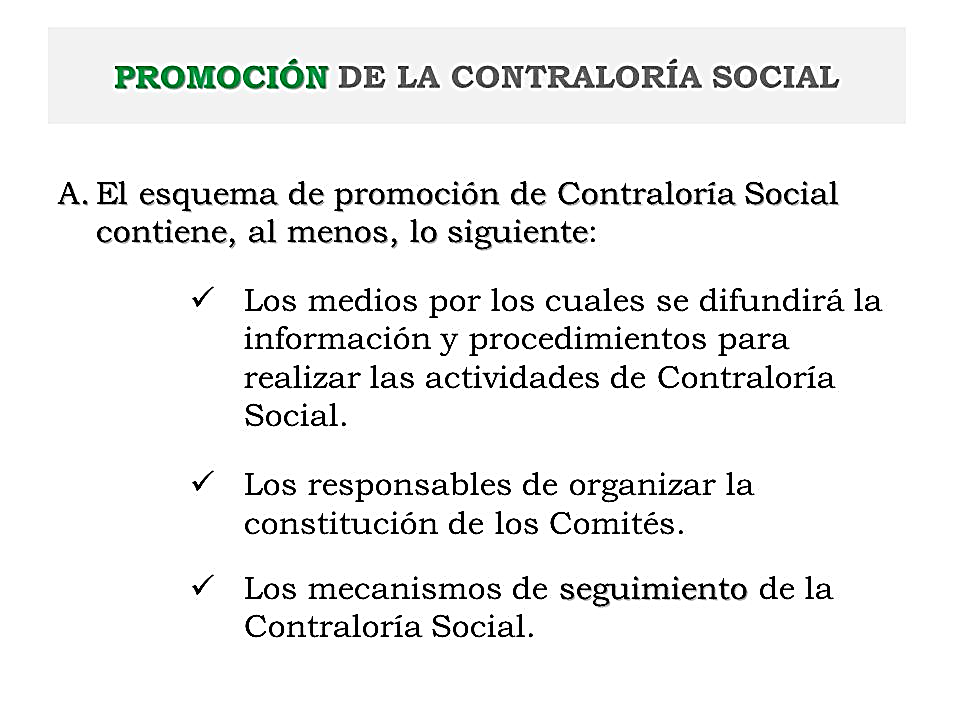 PROMOCIÓN DE LA CONTRALORÍA SOCIAL
A. El esquema de promoción de Contraloría Social
contiene, al menos, lo siguiente:
✓ Los medios por los cuales se difundirá la
información y procedimientos para
realizar las actividades de Contraloría
Social.
✓ Los responsables de organizar la
constitución de los Comités.
✓ Los mecanismos de seguimiento de la
Contraloría Social.